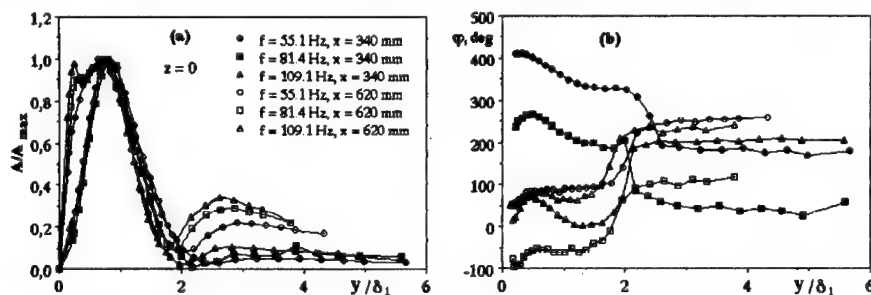 1,2
1,0
0,8
0,6
0,4
0,2
0,0
A/A max
(a)
z = 0
f = 55.1 Hz, x = 340 mm
f = 81.4 Hz, x = 340 mm
f = 109.1 Hz, x = 340 mm
f = 55.1 Hz, x = 620 mm
f = 81.4 Hz, x = 620 mm
f = 109.1 Hz, x = 620 mm
0 2 4 y/δ1 6
500
φ, deg
(b)
400
300
200
100
0
-100
0 2 4 y/δ1 6